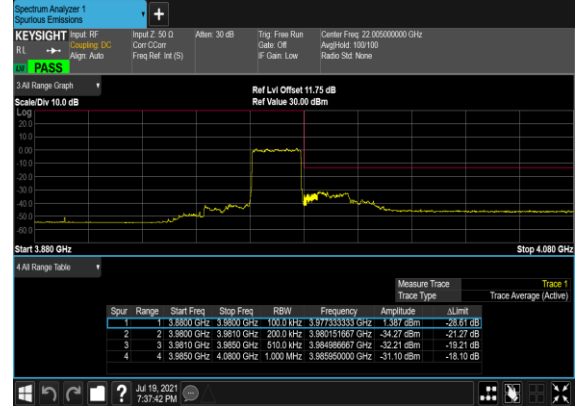 Spectrum Analyzer 1
Spurious Emissions
KEYSIGHT Input: RF Input Z: 50 Ω Atten: 30 dB Trig: Free Run Center Freq: 22.005000000 GHz
RL Coupling: DC Corr CCorr Gate: Off Avg|Hold: 100/100
Align: Auto Freq Ref: Int (S) IF Gain: Low Radio Std: None
PASS
3 All Range Graph Ref Lvl Offset 11.75 dB
Scale/Div 10.0 dB Ref Value 30.00 dBm
Log
20.0
10.0
0.00
-10.0
-20.0
-30.0
-40.0
-50.0
-60.0
Start 3.880 GHz Stop 4.080 GHz
4 All Range Table
Measure Trace Trace 1
Trace Type Trace Average (Active)
Spur Range Start Freq Stop Freq RBW Frequency Amplitude ΔLimit
1 1 3.8800 GHz 3.9800 GHz 100.0 kHz 3.977333333 GHz 1.387 dBm -28.61 dB
2 2 3.9800 GHz 3.9810 GHz 200.0 kHz 3.980151667 GHz -34.27 dBm -21.27 dB
3 3 3.9810 GHz 3.9850 GHz 510.0 kHz 3.984986667 GHz -32.21 dBm -19.21 dB
4 4 3.9850 GHz 4.0800 GHz 1.000 MHz 3.985950000 GHz -31.10 dBm -18.10 dB
Jul 19, 2021
7:37:42 PM